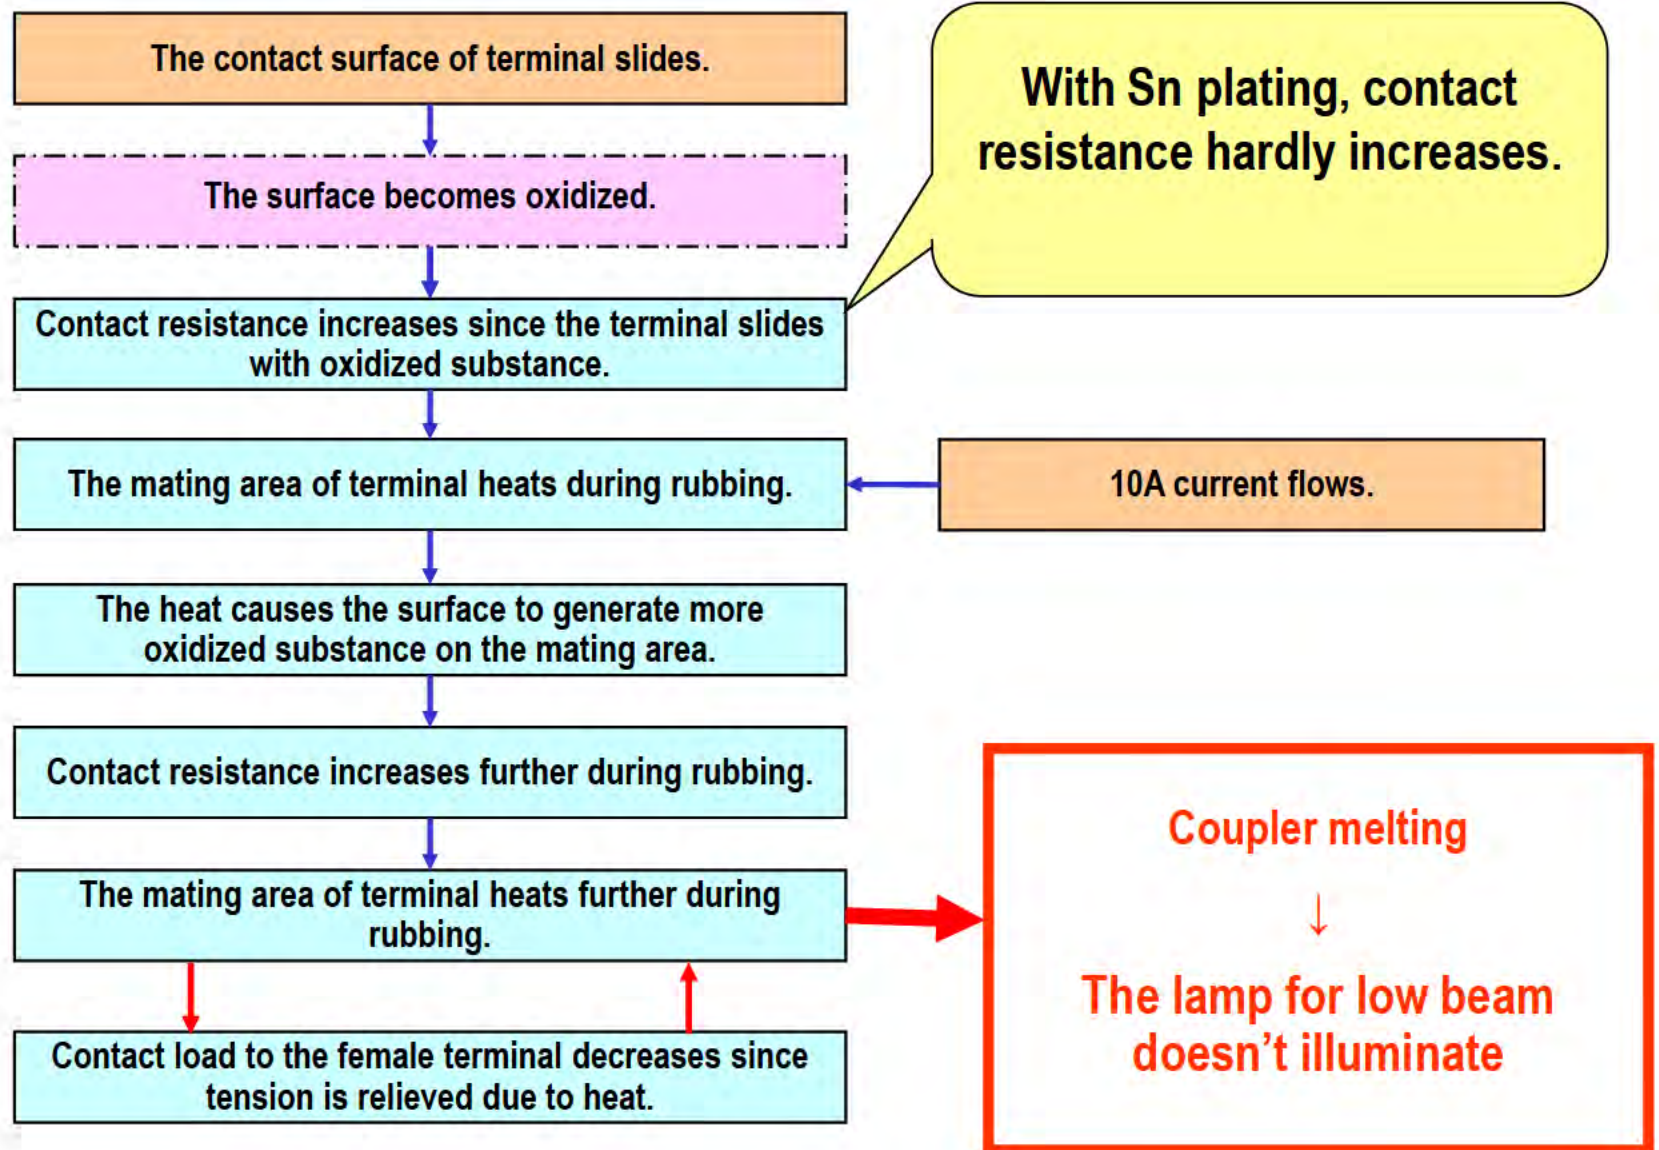 The contact surface of terminal slides.
With Sn plating, contact
resistance hardly increases.
The surface becomes oxidized.
Contact resistance increases since the terminal slides
with oxidized substance.
The mating area of terminal heats during rubbing.
10A current flows.
The heat causes the surface to generate more
oxidized substance on the mating area.
Contact resistance increases further during rubbing.
The mating area of terminal heats further during
rubbing.
Contact load to the female terminal decreases since
tension is relieved due to heat.
Coupler melting
↓
The lamp for low beam
doesn’t illuminate